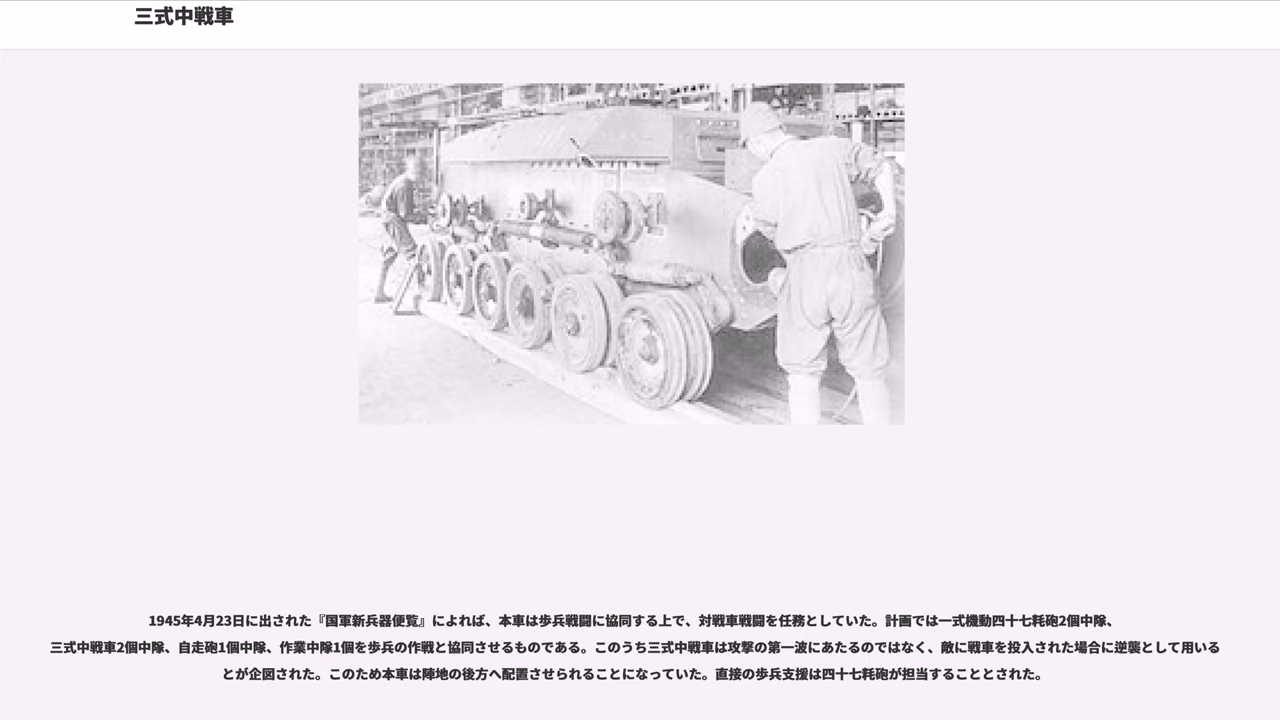 三式中戦車
1945年4月23日に出された『国軍新兵器便覧』によれば、本車は歩兵戦闘に協同する上で、対戦車戦闘を任務としていた。計画では一式機動四十七粍砲2個中隊、
三式中戦車2個中隊、自走砲1個中隊、作業中隊1個を歩兵の作戦と協同させるものである。このうち三式中戦車は攻撃の第一波にあたるのではなく、敵に戦車を投入された場合に逆襲として用いる
とが企図された。このため本車は陣地の後方へ配置させられることになっていた。直接の歩兵支援は四十七粍砲が担当することとされた。